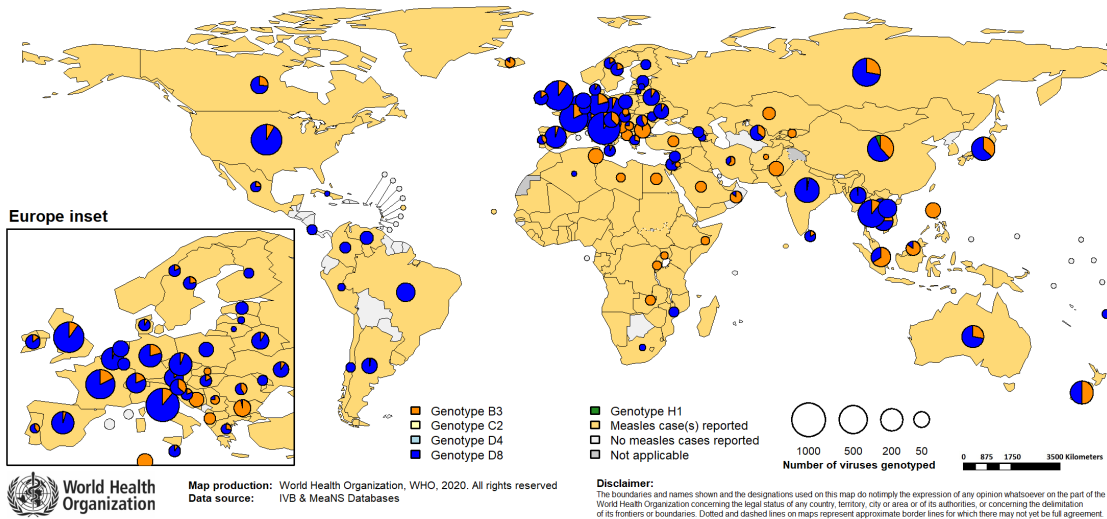 Europe inset
Genotype B3
Genotype C2
Genotype D4
Genotype D8
Genotype H1
Measles case(s) reported
No measles cases reported
Not applicable
1000 500 200 50
Number of viruses genotyped
0 875 1750 3500 Kilometers
World Health
Organization
Map production: World Health Organization, WHO, 2020. All rights reserved
Data source: IVB & MeaNS Databases
Disclaimer:
The boundaries and names shown and the designations used on this map do notimply the expression of any opinion whatsoever on the part of the
World Health Organization concerning the legal status of any country, territory, city or area or of its authorities, or concerning the delimitation
of its frontiers or boundaries. Dotted and dashed lines on maps represent approximate border lines for which there may not yet be full agreement.